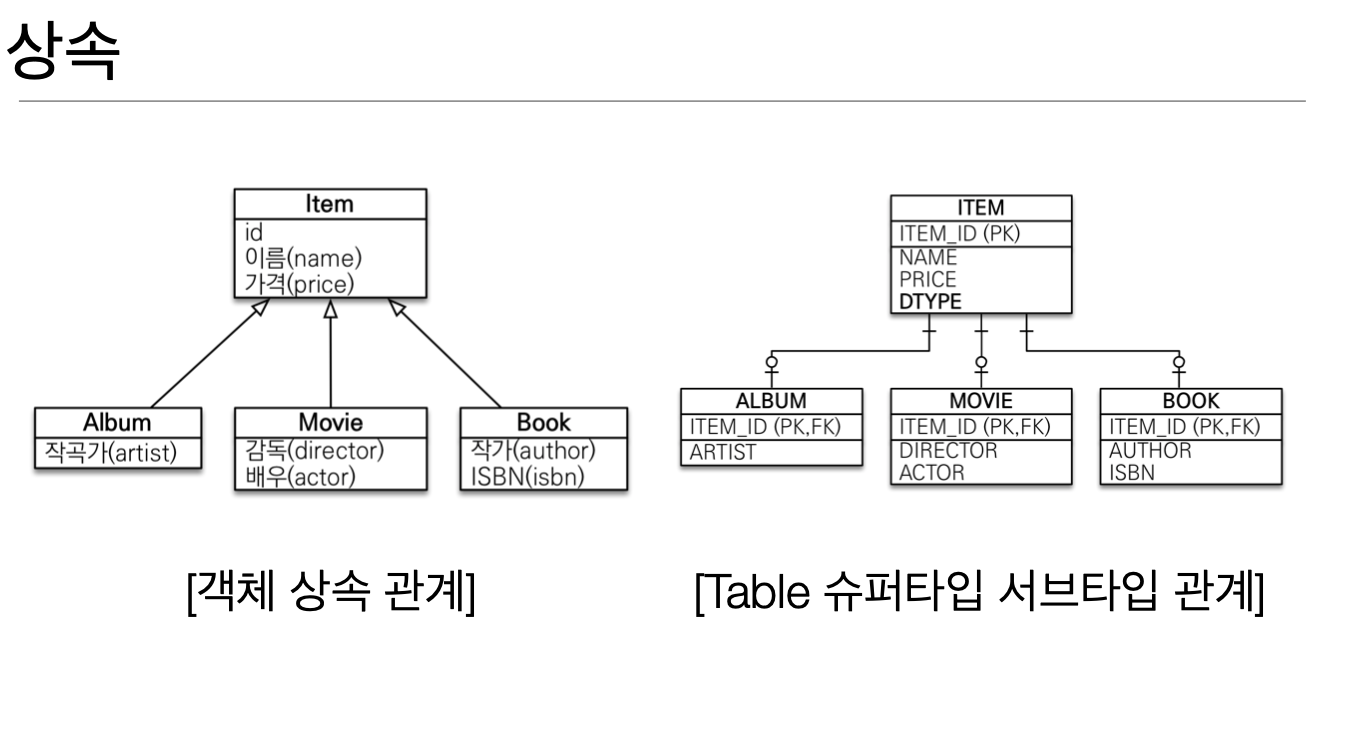 상속
Item
id
이름(name)
가격(price)
Album
작곡가(artist)
Movie
감독(director)
배우(actor)
Book
작가(author)
ISBN(isbn)
[객체 상속 관계]
ITEM
ITEM_ID (PK)
NAME
PRICE
DTYPE
ALBUM
ITEM_ID (PK,FK)
ARTIST
MOVIE
ITEM_ID (PK,FK)
DIRECTOR
ACTOR
BOOK
ITEM_ID (PK,FK)
AUTHOR
ISBN
[Table 슈퍼타입 서브타입 관계]